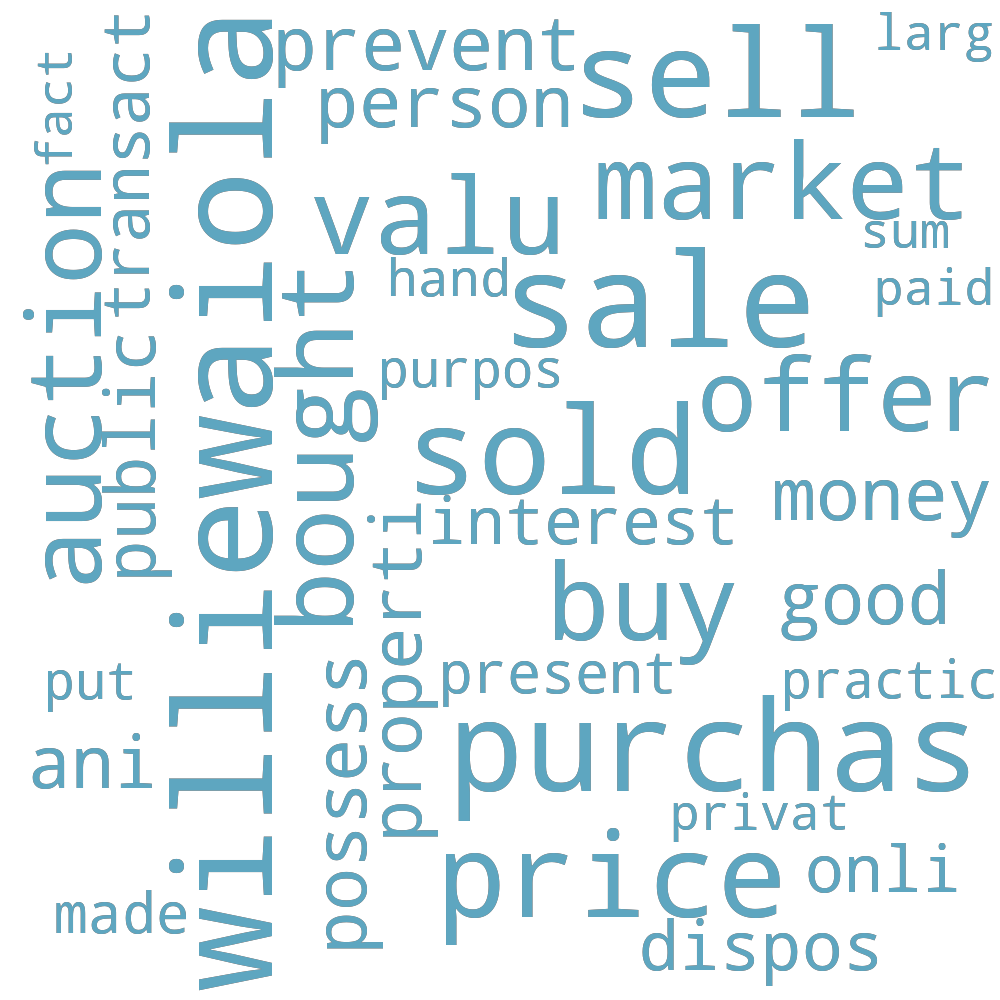 prevent
sell
larg
person
fact
transact
market
valu
sum
hand
sale
paid
auction
public
williewaiola
bought
purpos
offer
sold
money
interest
buy
good
properti
present
practic
put
possess
purchas
ani
privat
price
onli
made
dispos